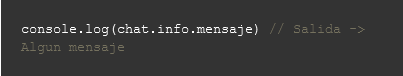 console.log(chat.info.mensaje) // Salida ->
Algun mensaje